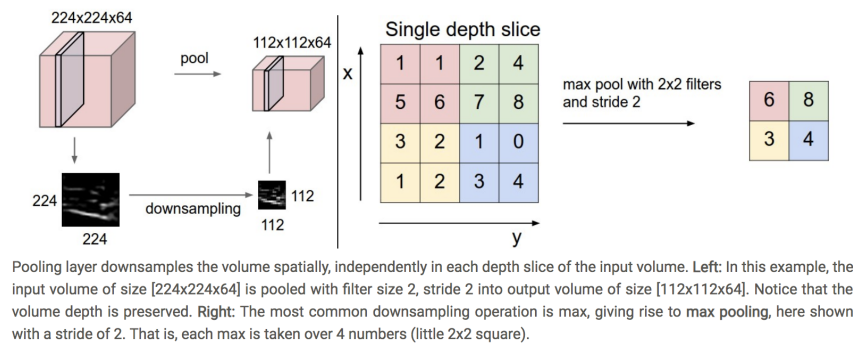 224x224x64
pool
112x112x64
224
224
downsampling
112
112
Single depth slice
x
1 1 2 4
5 6 7 8
3 2 1 0
1 2 3 4
y
max pool with 2x2 filters
and stride 2
6 8
3 4
Pooling layer downsamples the volume spatially, independently in each depth slice of the input volume. Left: In this example, the
input volume of size [224x224x64] is pooled with filter size 2, stride 2 into output volume of size [112x112x64]. Notice that the
volume depth is preserved. Right: The most common downsampling operation is max, giving rise to max pooling, here shown
with a stride of 2. That is, each max is taken over 4 numbers (little 2x2 square).